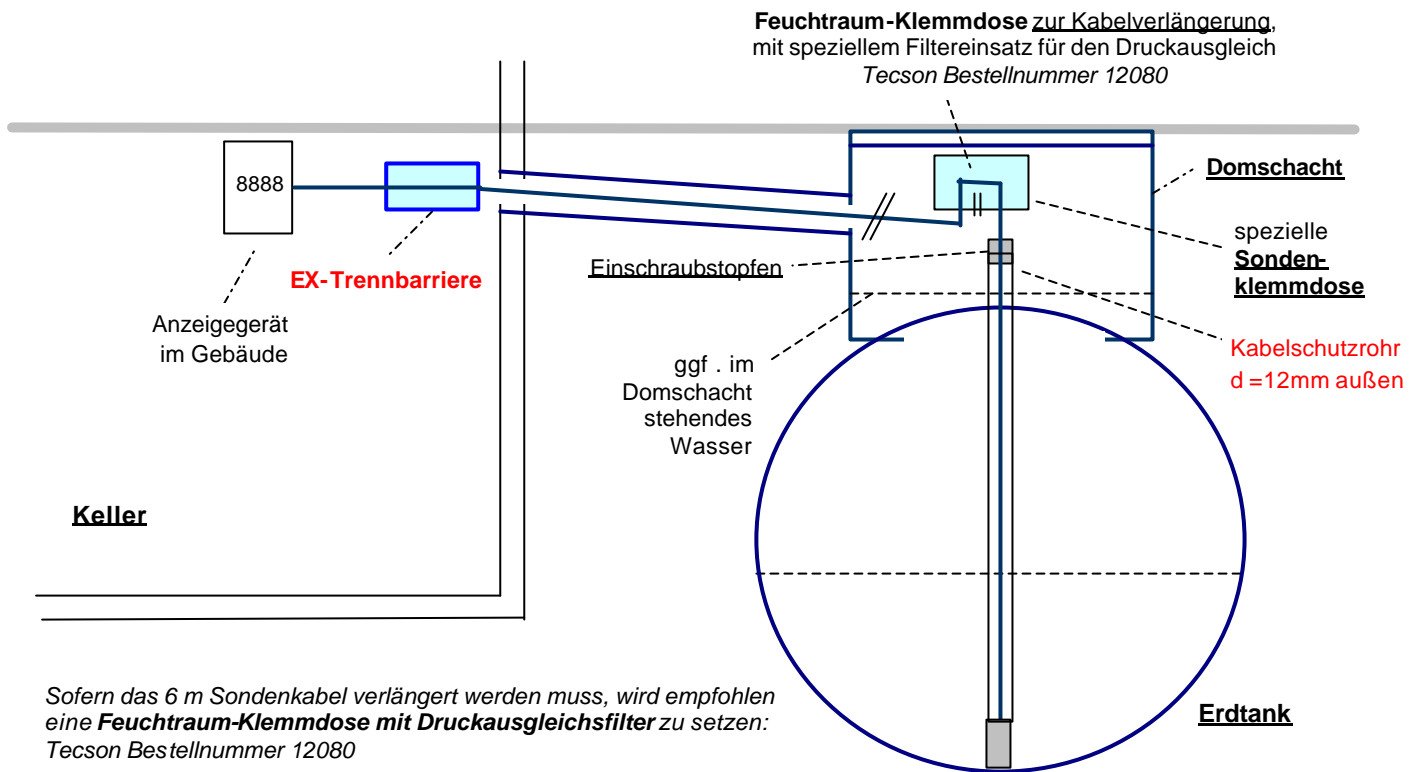 Feuchtraum-Klemmdose zur Kabelverlängerung,
mit speziellem Filtereinsatz für den Druckausgleich
Tecson Bestellnummer 12080
8888
EX-Trennbarriere
Anzeigegerät
im Gebäude
Domschacht
spezielle
Sonden-
klemmdose
Einschraubstopfen
Kabelschutzrohr
d =12mm außen
ggf . im
Domschacht
stehendes
Wasser
Keller
Erdtank
Sofern das 6 m Sondenkabel verlängert werden muss, wird empfohlen
eine Feuchtraum-Klemmdose mit Druckausgleichsfilter zu setzen:
Tecson Bestellnummer 12080